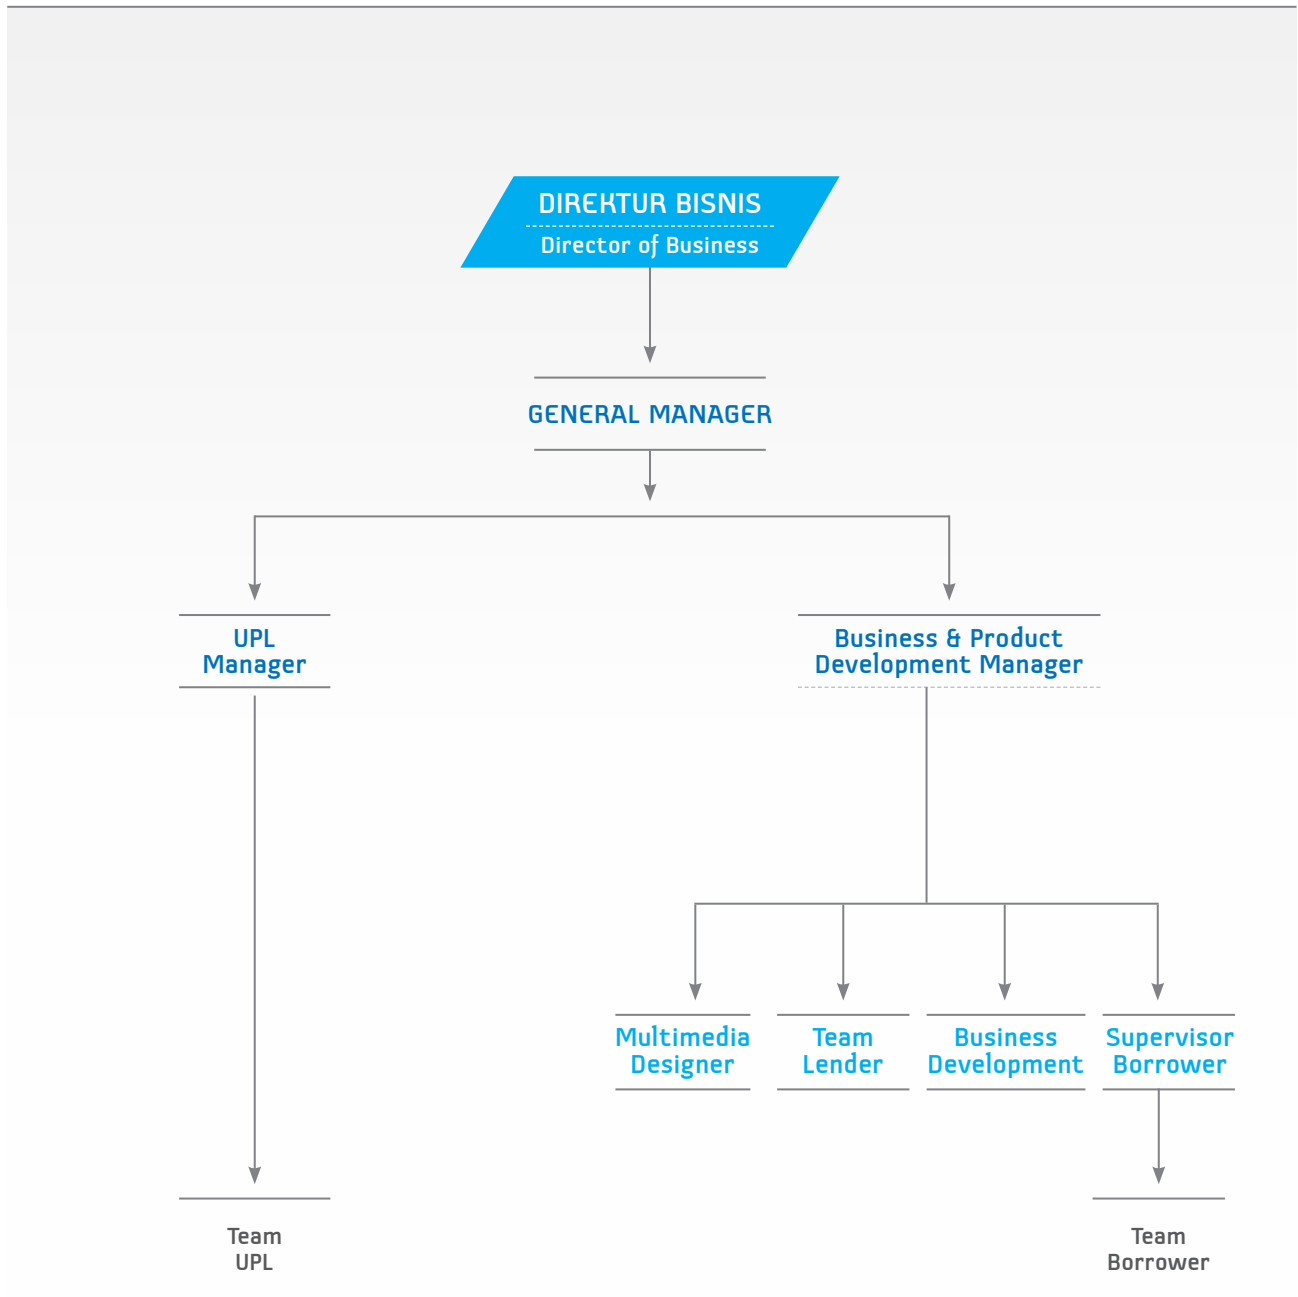 DIREKTUR BISNIS
Director of Business
GENERAL MANAGER
UPL
Manager
Business & Product
Development Manager
Multimedia
Designer
Team
Lender
Business
Development
Supervisor
Borrower
Team
UPL
Team
Borrower